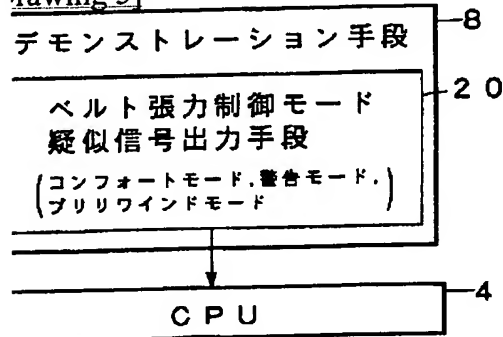 Drawing 5]
デモンストレーション手段
8
20
ベルト張力制御モード
疑似信号出力手段
(コンフォートモード,警告モード,
プリリワインドモード)
4
CPU